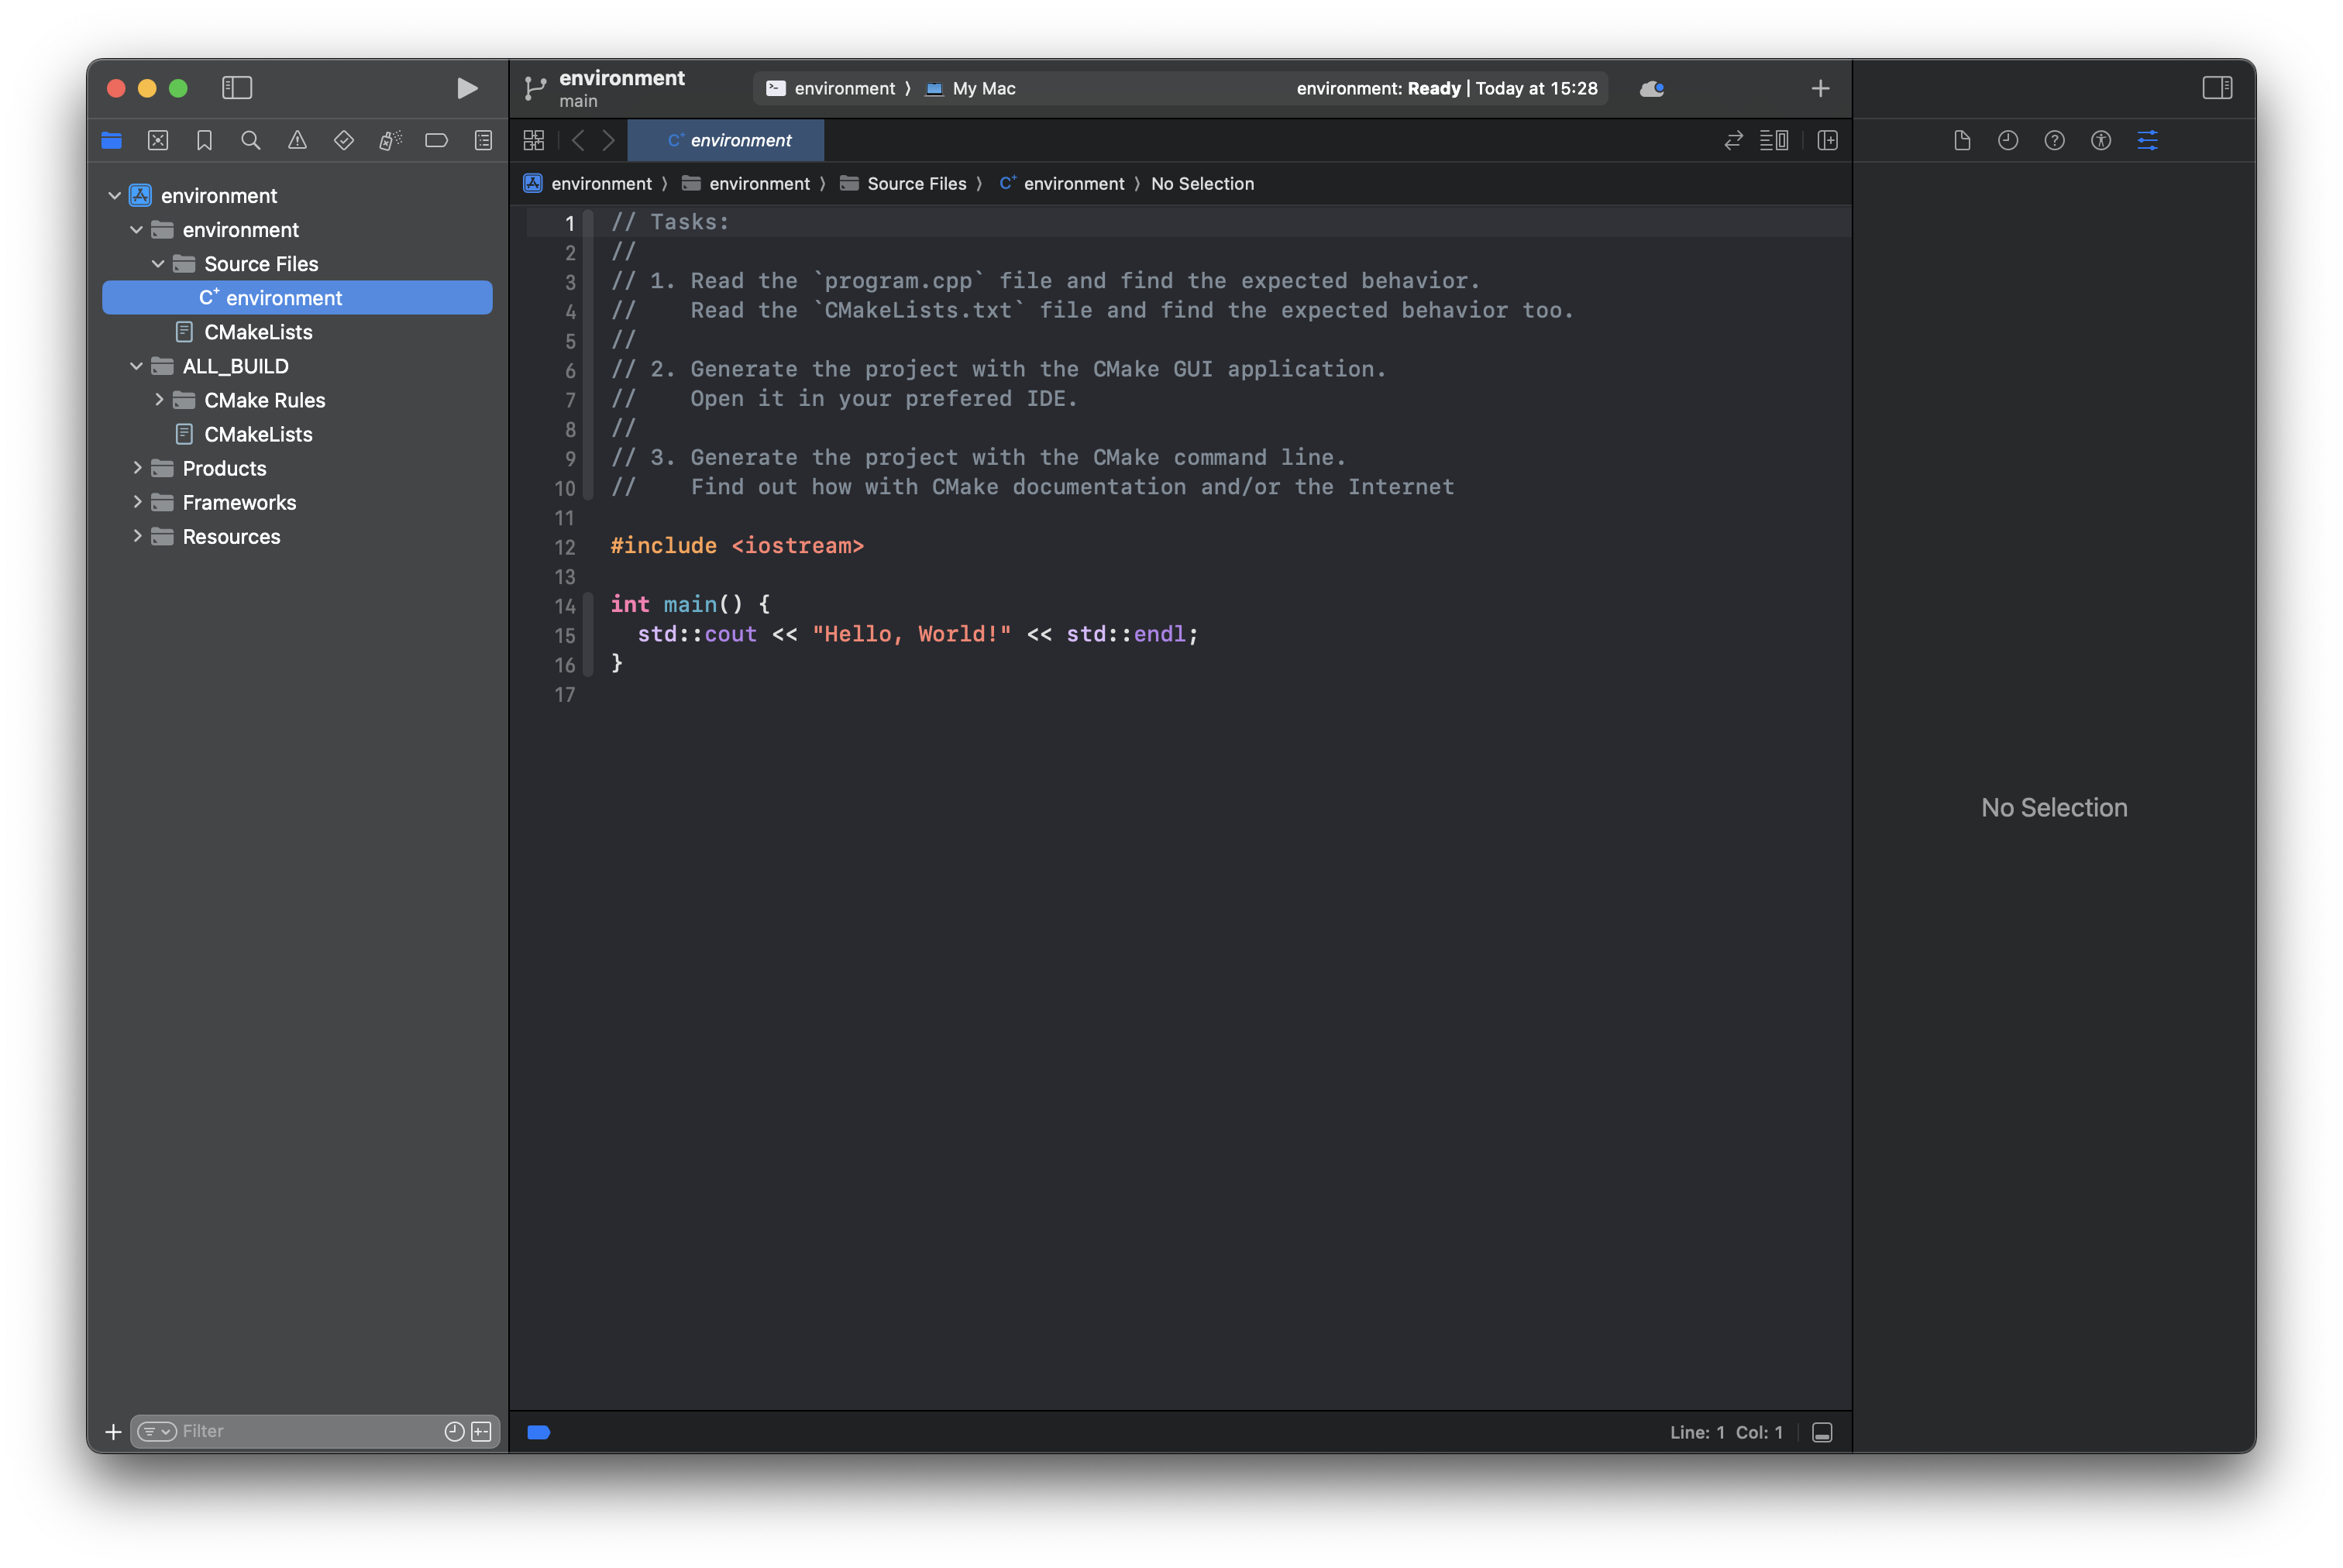 environment
main
environment ⟩ My Mac
environment: Ready | Today at 15:28
environment
environment ⟩ environment ⟩ Source Files ⟩ environment ⟩ No Selection
environment
environment
Source Files
environment
CMakeLists
ALL_BUILD
CMake Rules
CMakeLists
Products
Frameworks
Resources
Filter
1 // Tasks:
2 //
3 // 1. Read the `program.cpp` file and find the expected behavior.
4 //    Read the `CMakeLists.txt` file and find the expected behavior too.
5 //
6 // 2. Generate the project with the CMake GUI application.
7 //    Open it in your prefered IDE.
8 //
9 // 3. Generate the project with the CMake command line.
10 //    Find out how with CMake documentation and/or the Internet
11
12 #include <iostream>
13
14 int main() {
15   std::cout << "Hello, World!" << std::endl;
16 }
17
No Selection
Line: 1 Col: 1